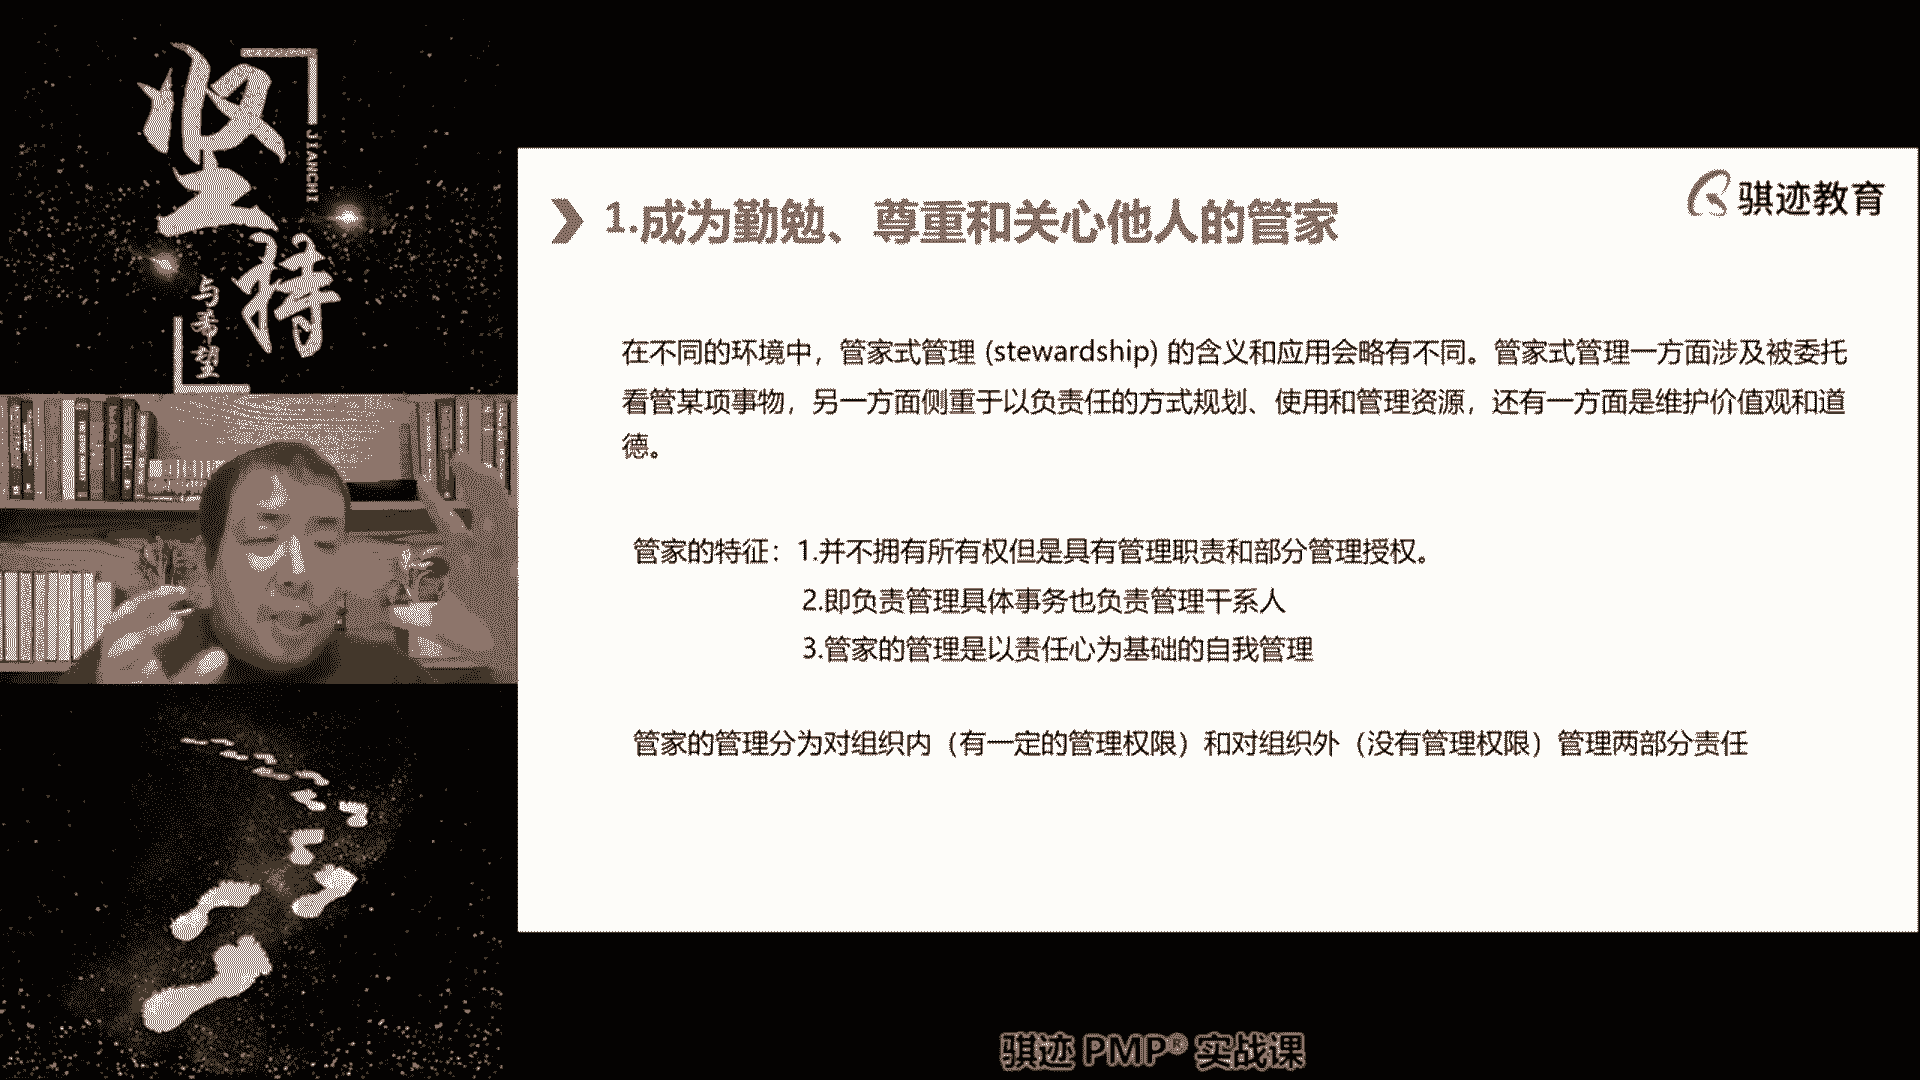 坚持
JIANCHI
与希望
骐迹教育
1.成为勤勉、尊重和关心他人的管家
在不同的环境中，管家式管理 (stewardship) 的含义和应用会略有不同。管家式管理一方面涉及被委托
看管某项事物，另一方面侧重于以负责任的方式规划、使用和管理资源，还有一方面是维护价值观和道
德。
管家的特征：1.并不拥有所有权但是具有管理职责和部分管理授权。
2.即负责管理具体事务也负责管理干系人
3.管家的管理是以责任心为基础的自我管理
管家的管理分为对组织内（有一定的管理权限）和对组织外（没有管理权限）管理两部分责任
骐迹 PMP® 实战课